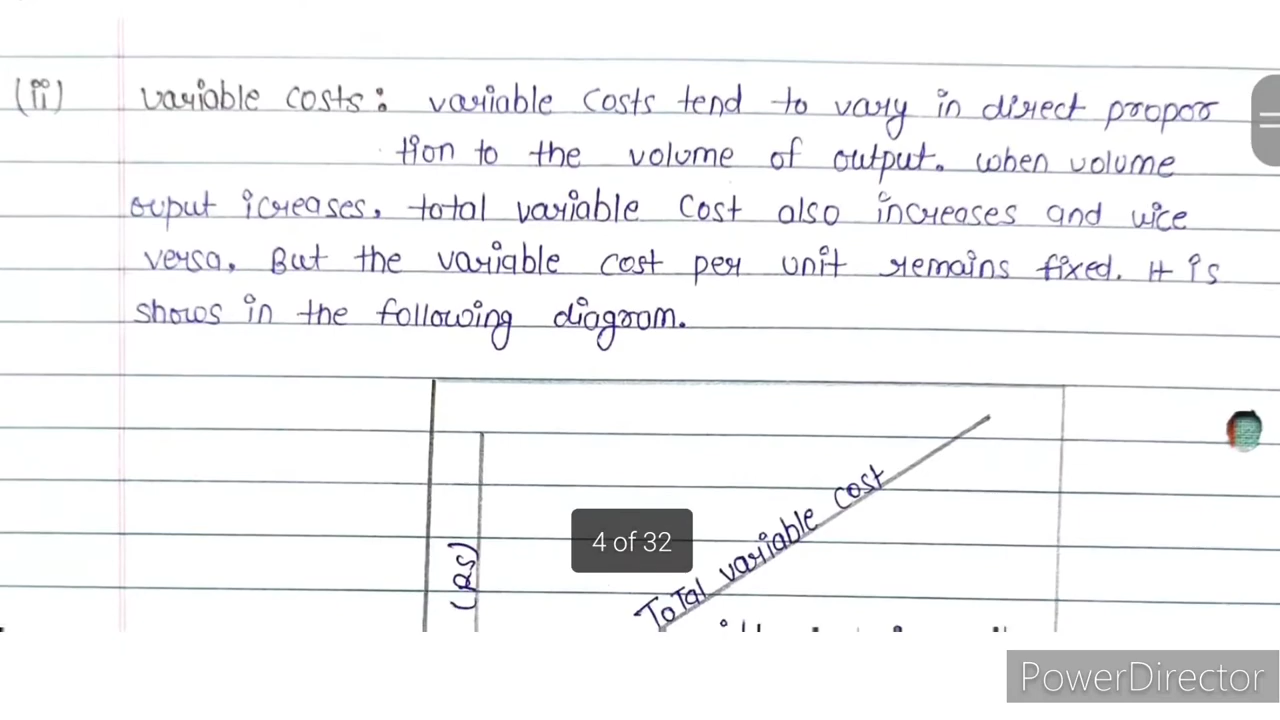 (ii) variable costs: variable costs tend to vary in direct propor
tion to the volume of output. when volume
ouput icreases, total variable cost also increases and vice
versa, But the variable cost per unit remains fixed. It is
shows in the following diagram.
Total variable cost
(RS)
4 of 32
PowerDirector